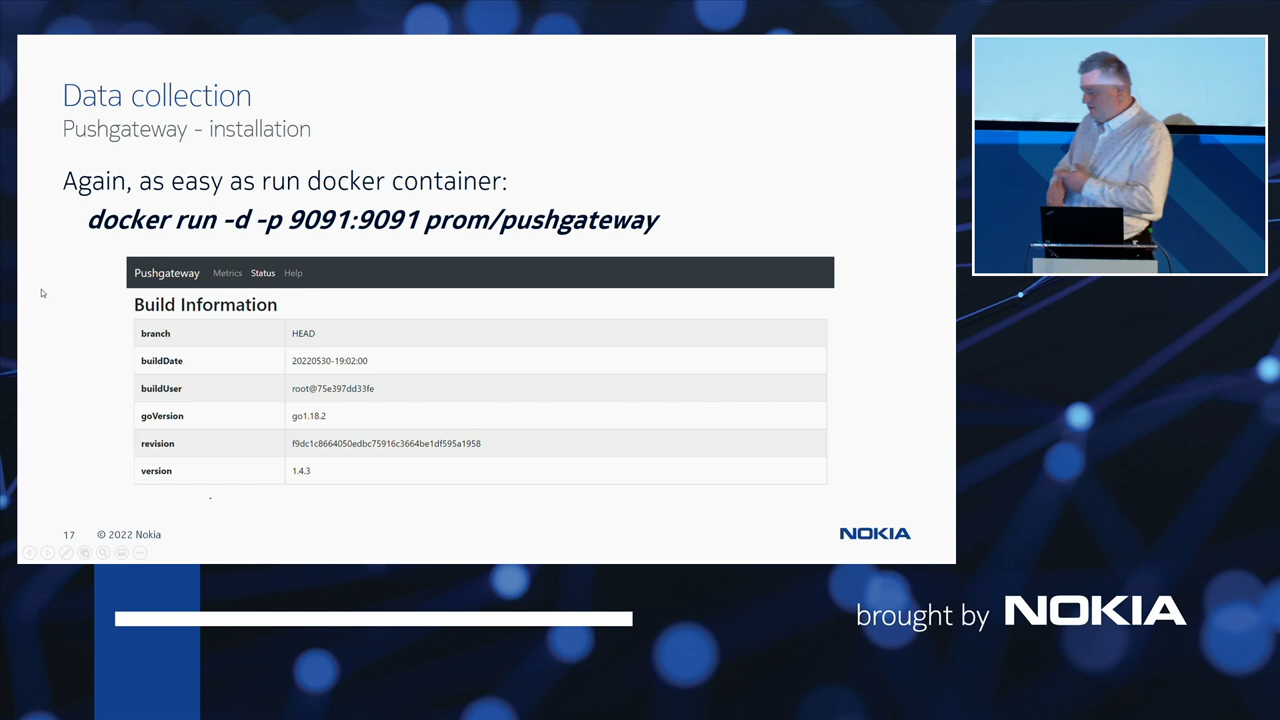 Data collection
Pushgateway - installation
Again, as easy as run docker container:
docker run -d -p 9091:9091 prom/pushgateway
Pushgateway Metrics Status Help
Build Information
branch HEAD
buildDate 20220530-19:02:00
buildUser root@75e397dd33fe
goVersion go1.18.2
revision f9dc1c8664050edbc75916c3664be1df595a1958
version 1.4.3
17 © 2022 Nokia
NOKIA
brought by NOKIA